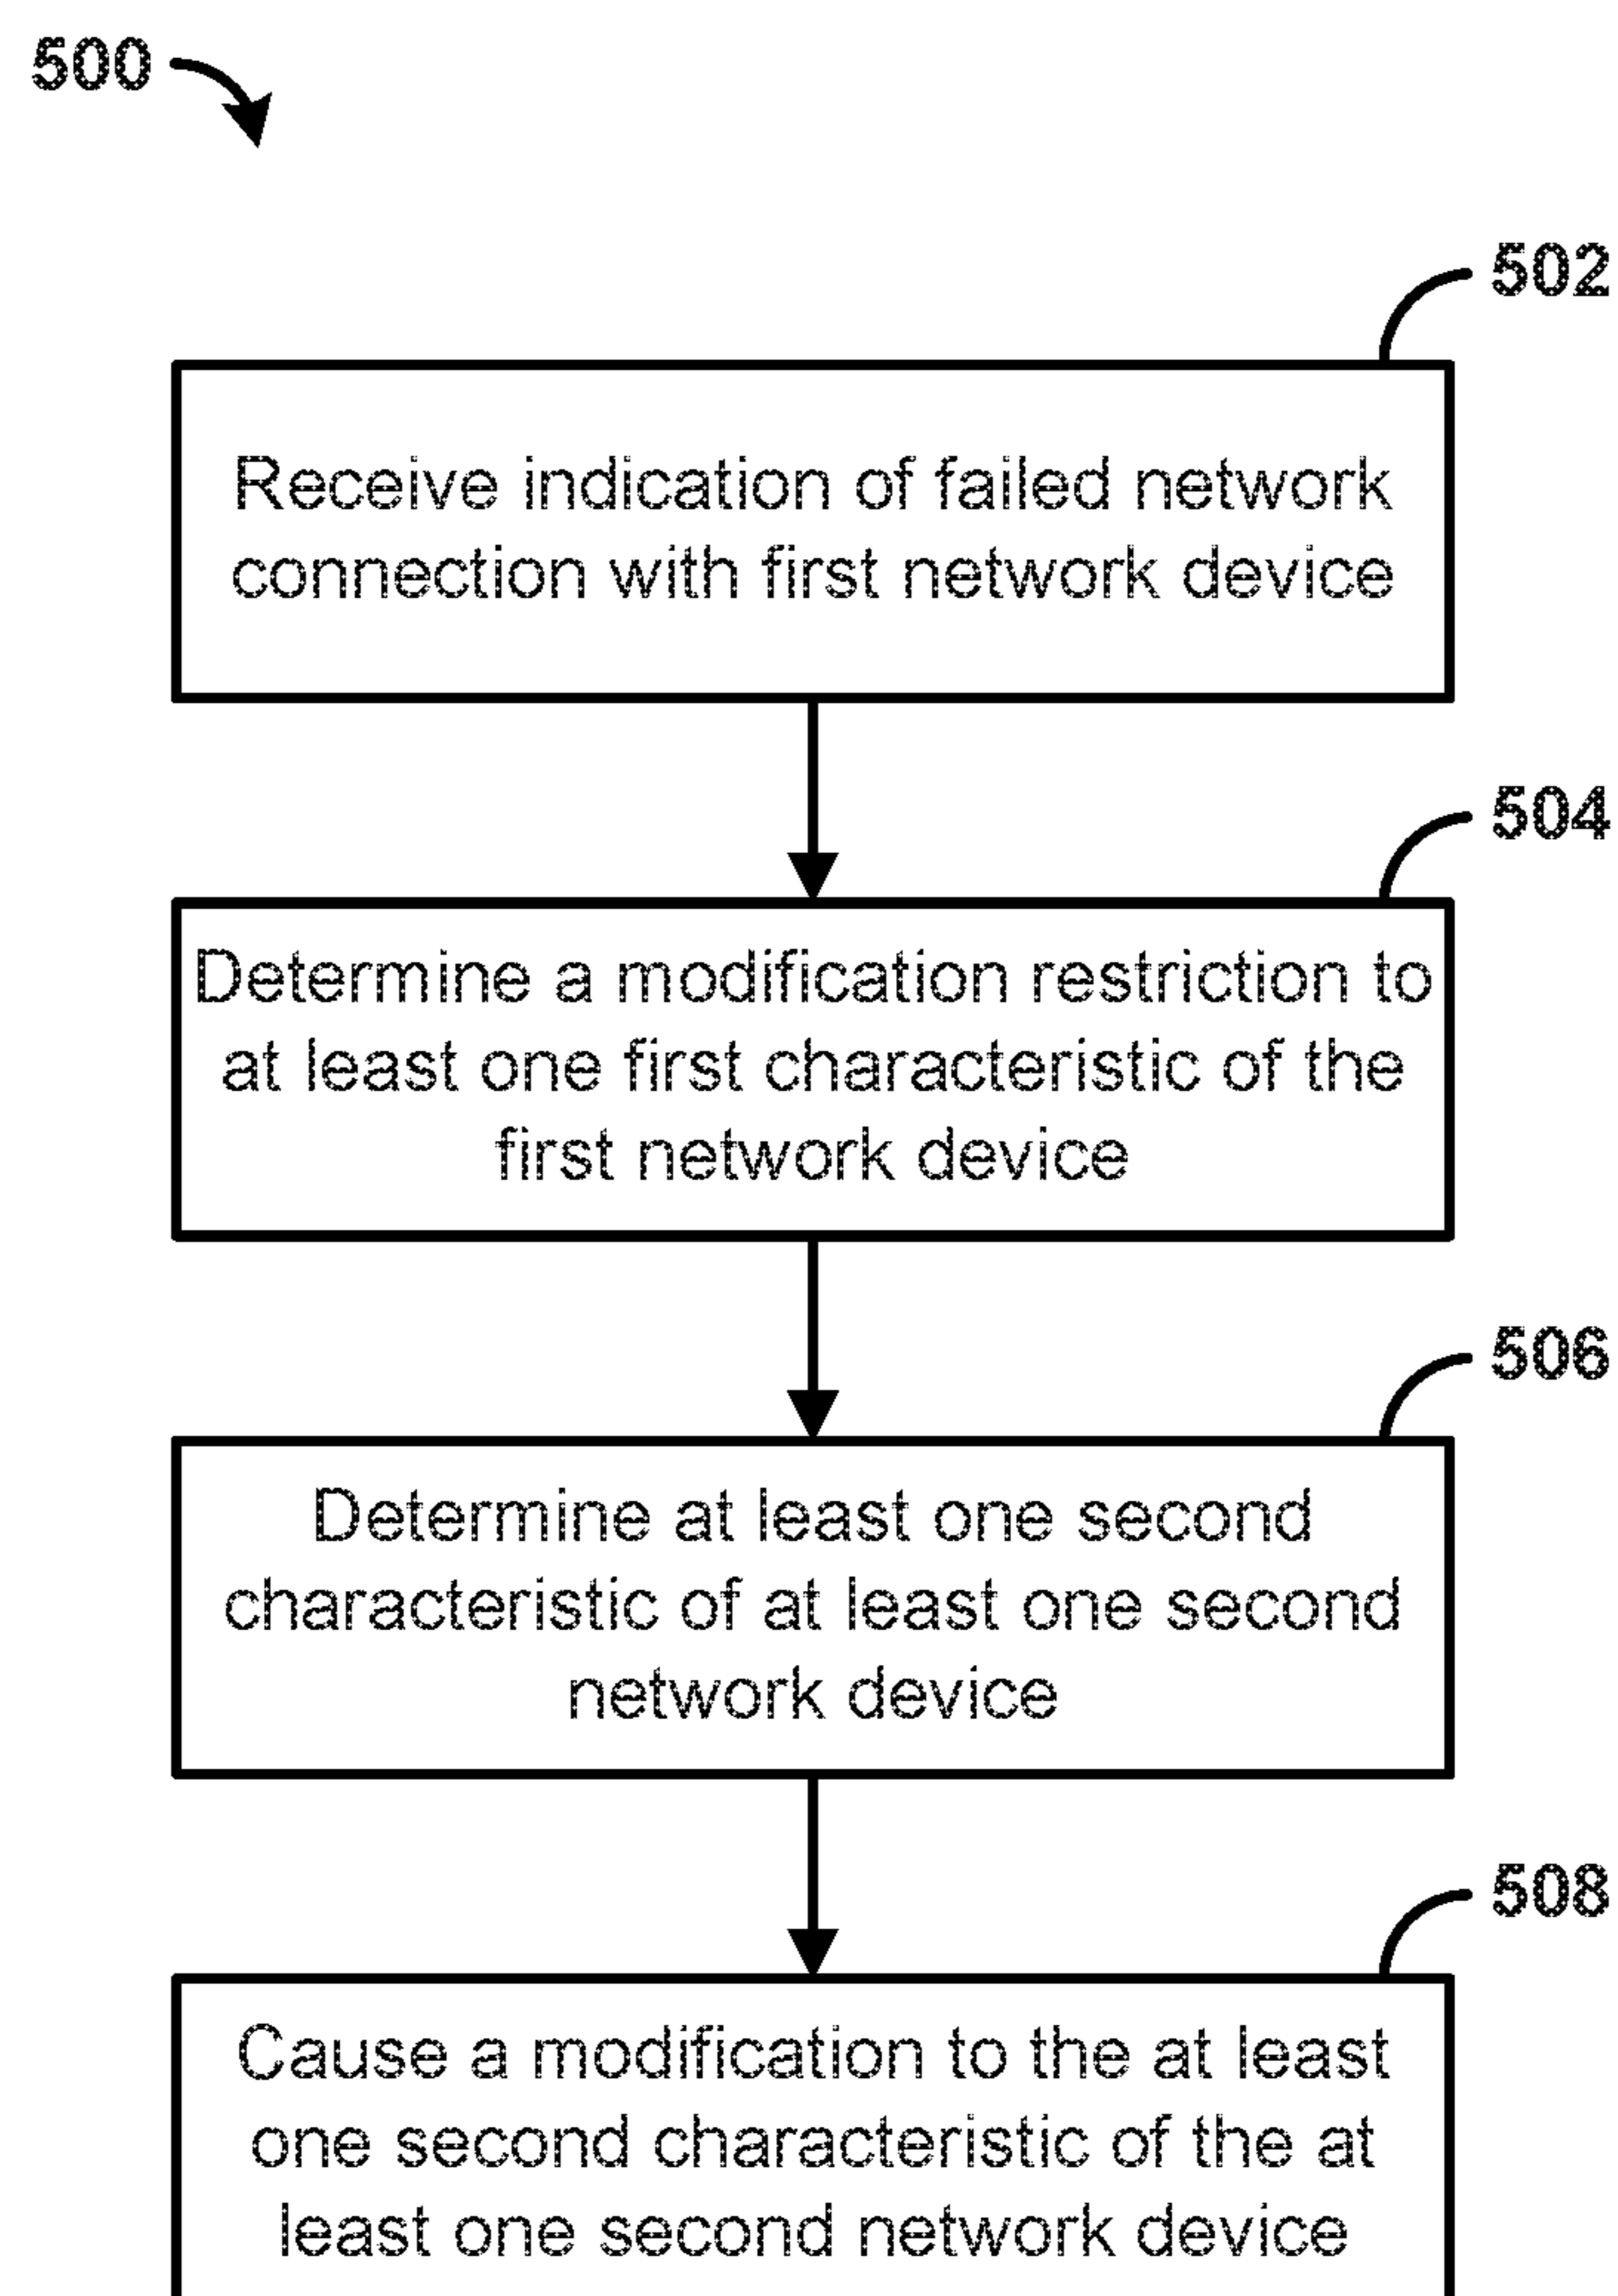 500
502
Receive indication of failed network
connection with first network device
504
Determine a modification restriction to
at least one first characteristic of the
first network device
506
Determine at least one second
characteristic of at least one second
network device
508
Cause a modification to the at least
one second characteristic of the at
least one second network device